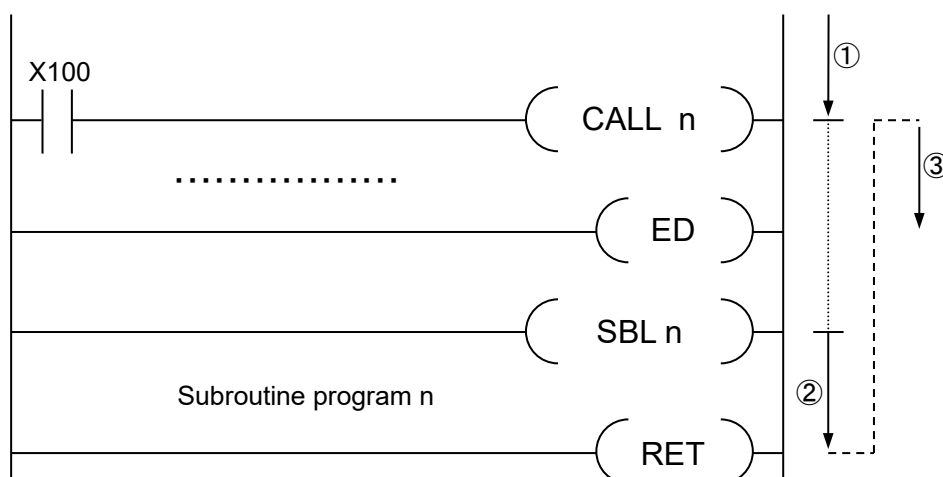 ①
X100
CALL n
................. ③
ED
SBL n
Subroutine program n ②
RET